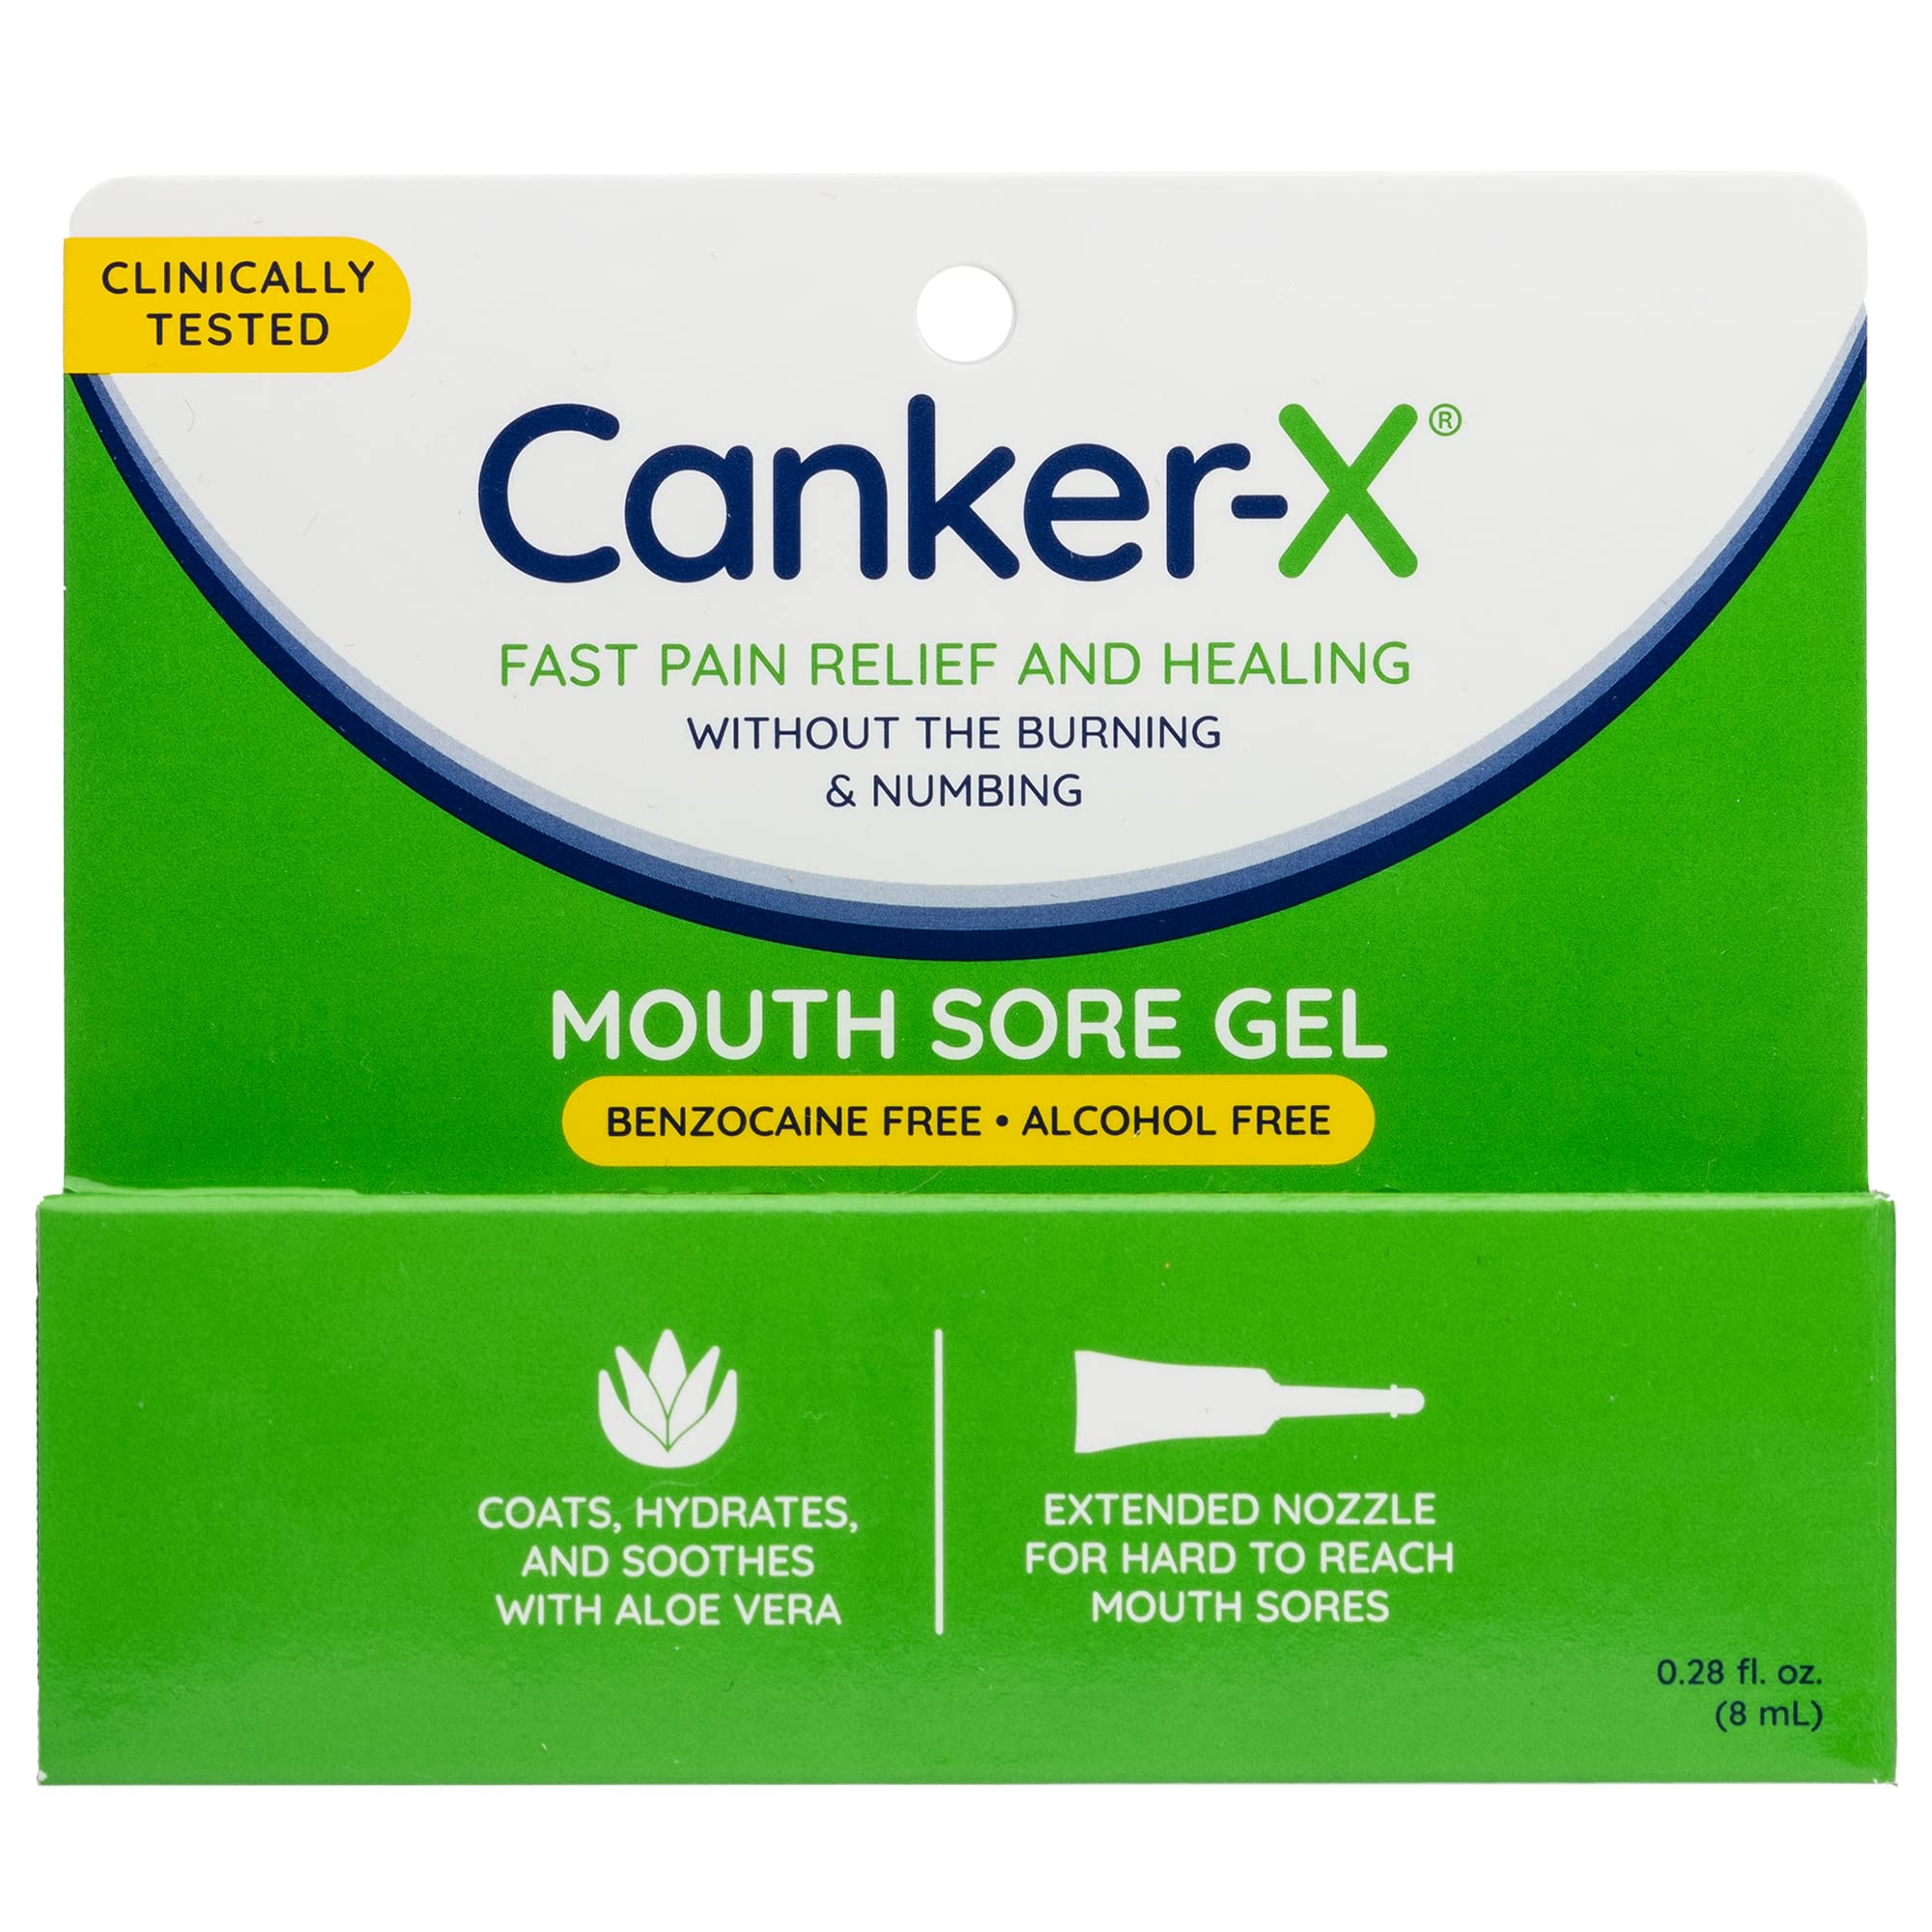 CLINICALLY
TESTED
Canker-X®
FAST PAIN RELIEF AND HEALING
WITHOUT THE BURNING
& NUMBING
MOUTH SORE GEL
BENZOCAINE FREE • ALCOHOL FREE
COATS, HYDRATES,
AND SOOTHES
WITH ALOE VERA
EXTENDED NOZZLE
FOR HARD TO REACH
MOUTH SORES
0.28 fl. oz.
(8 mL)